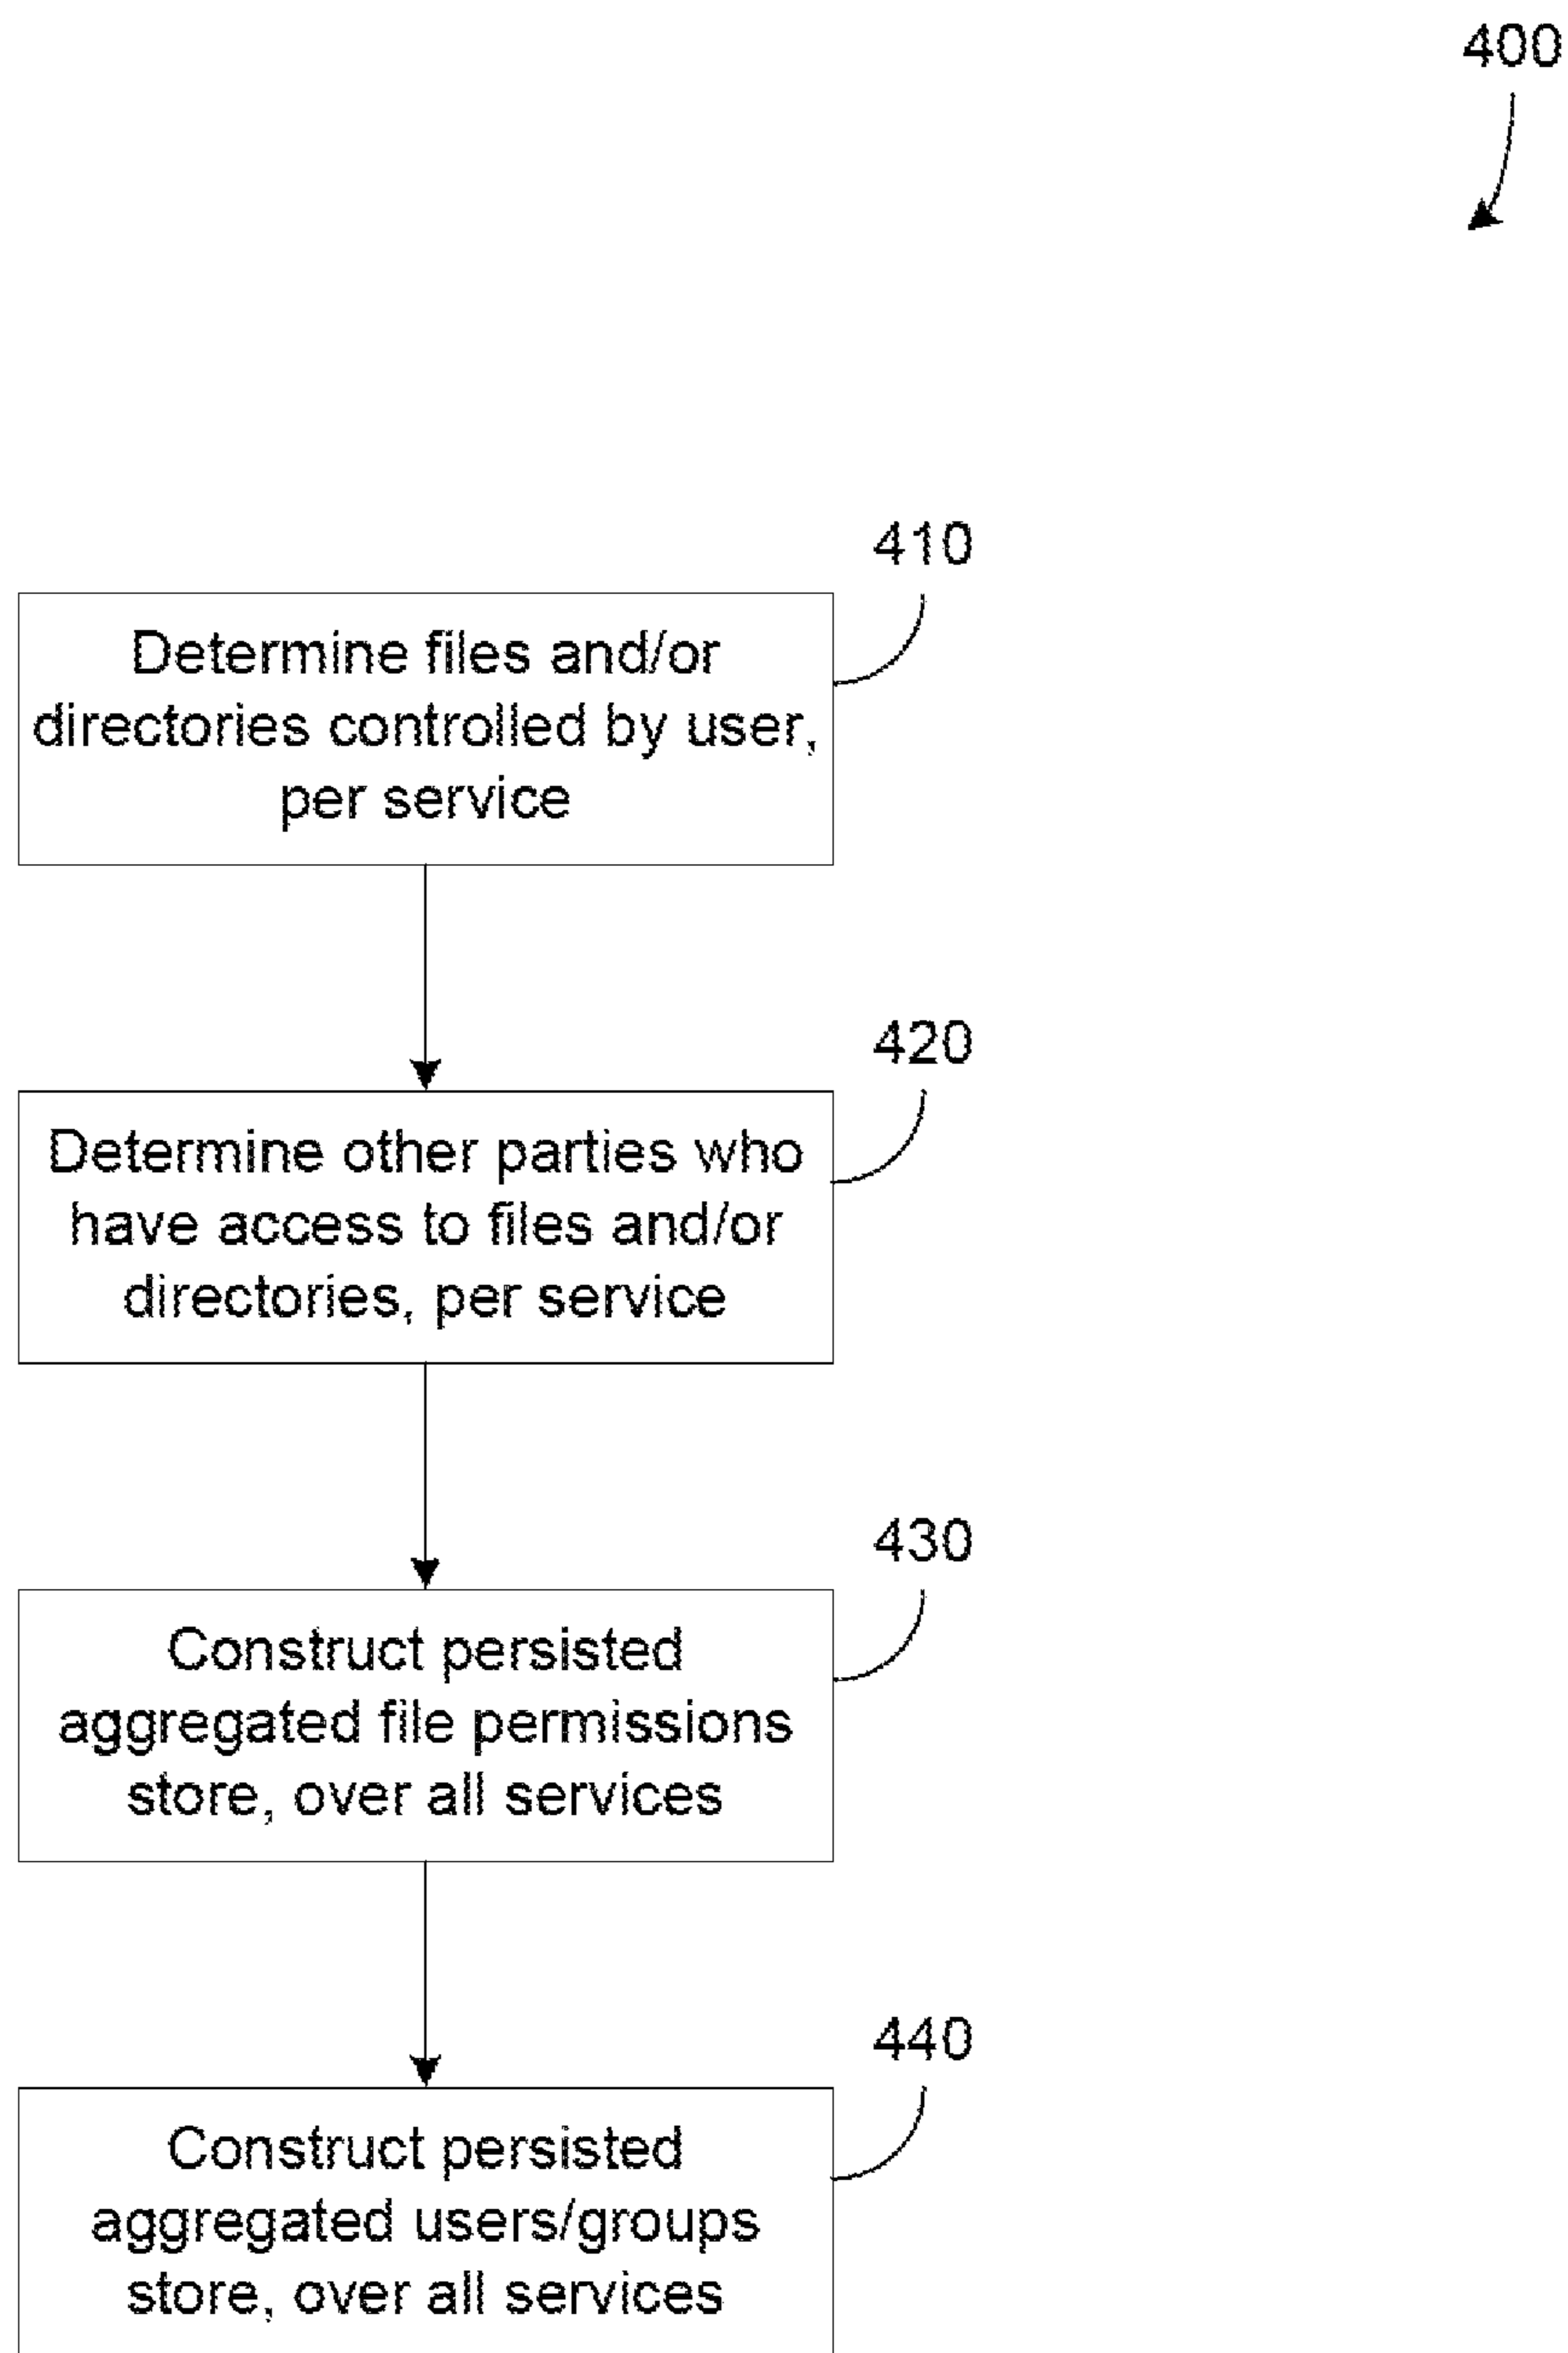 400
410
Determine files and/or
directories controlled by user,
per service
420
Determine other parties who
have access to files and/or
directories, per service
430
Construct persisted
aggregated file permissions
store, over all services
440
Construct persisted
aggregated users/groups
store, over all services